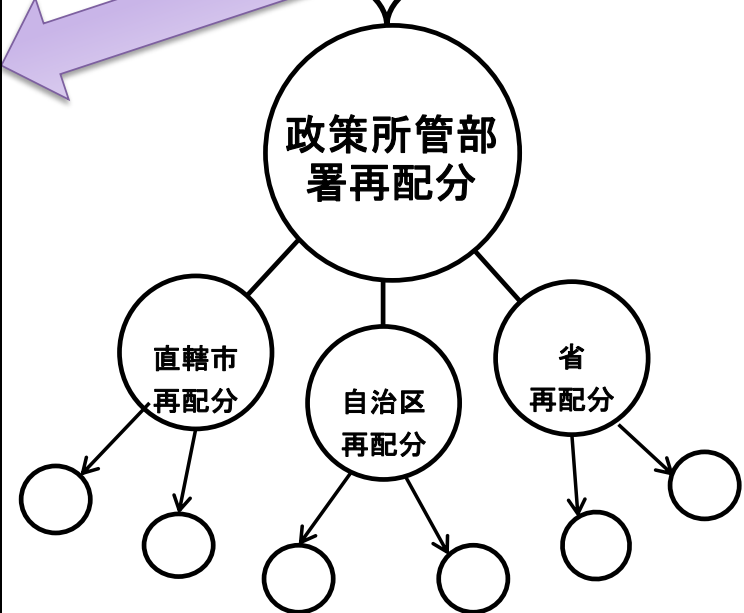 政策所管部
署再配分
直轄市
再配分
自治区
再配分
省
再配分